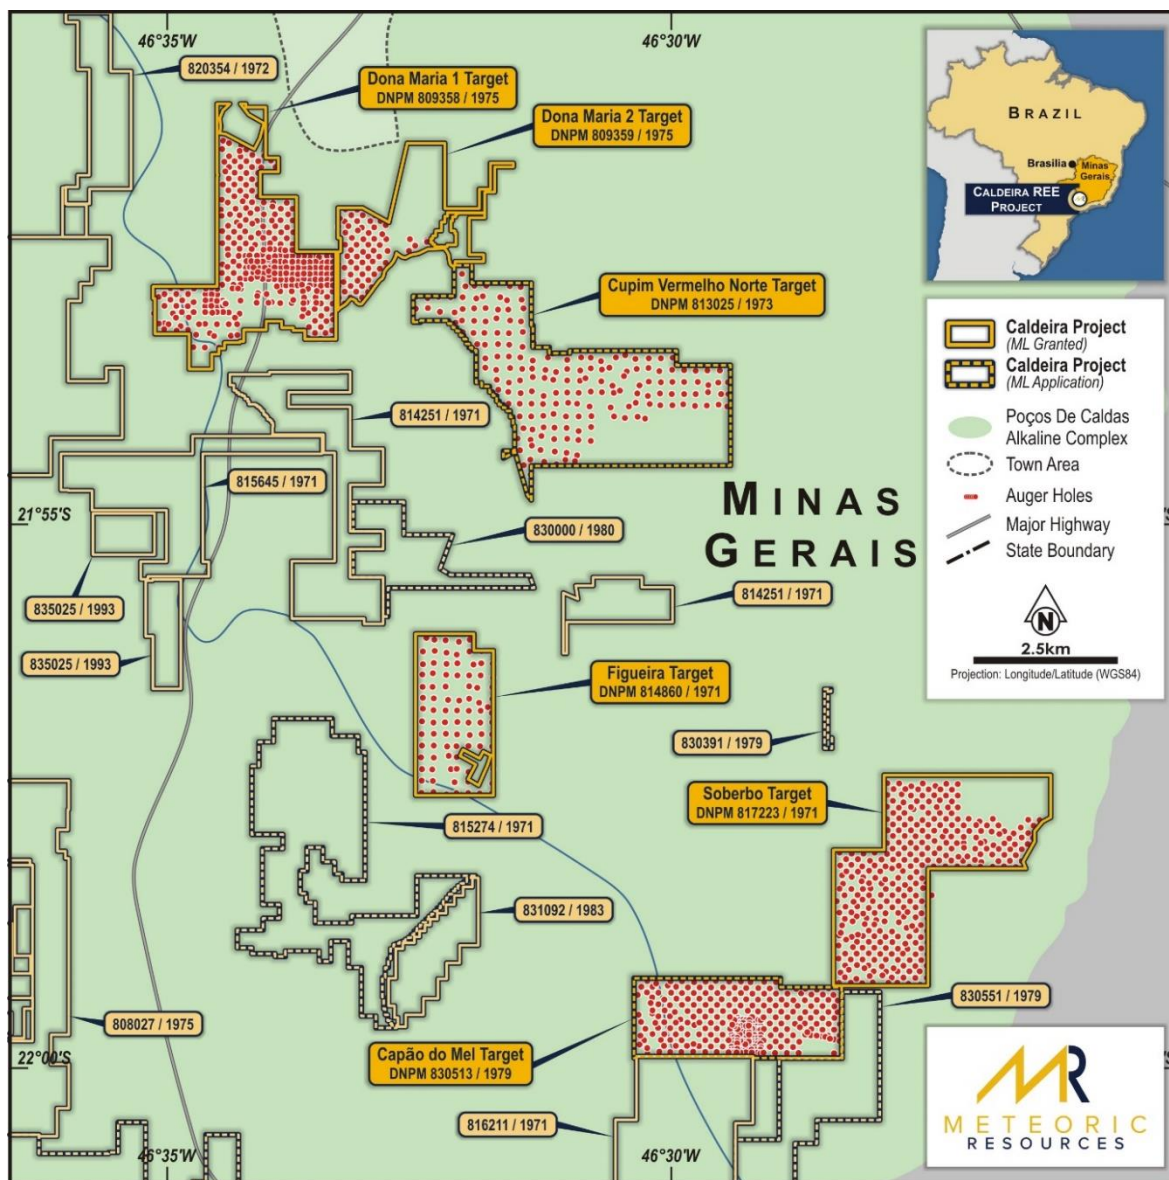 46°35'W
46°30'W
820354 / 1972
Dona Maria 1 Target
DNPM 809358 / 1975
Dona Maria 2 Target
DNPM 809359 / 1975
BRAZIL
Brasilia
Minas
Gerais
CALDEIRA REE
PROJECT
Cupim Vermelho Norte Target
DNPM 813025 / 1973
Caldeira Project
(ML Granted)
Caldeira Project
(ML Application)
Poços De Caldas
Alkaline Complex
Town Area
Auger Holes
Major Highway
State Boundary
N
2.5km
Projection: Longitude/Latitude (WGS84)
814251 / 1971
815645 / 1971
21°55'S
830000 / 1980
MINAS
GERAIS
835025 / 1993
814251 / 1971
835025 / 1993
Figueira Target
DNPM 814860 / 1971
830391 / 1979
Soberbo Target
DNPM 817223 / 1971
815274 / 1971
831092 / 1983
830551 / 1979
808027 / 1975
Capão do Mel Target
DNPM 830513 / 1979
22°00'S
816211 / 1971
46°35'W
46°30'W
METEORIC
RESOURCES